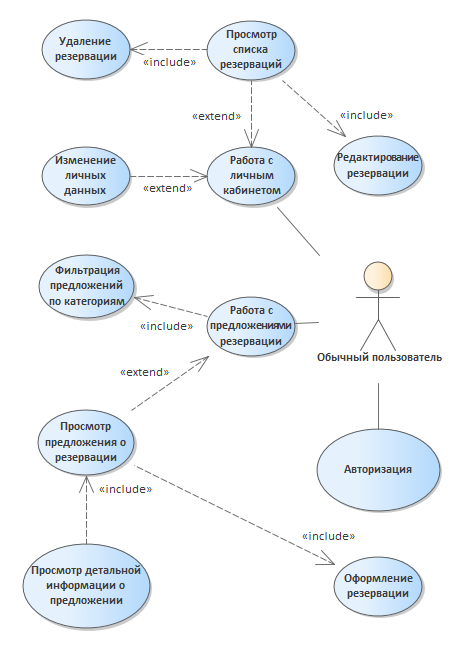 Удаление
резервации
«include»
Просмотр
списка
резерваций
«extend»
«include»
Изменение
личных
данных
«extend»
Работа с
личным
кабинетом
Редактирование
резервации
Фильтрация
предложений
по категориям
«include»
Работа с
предложениями
резервации
Обычный пользователь
«extend»
Просмотр
предложения о
резервации
Авторизация
«include»
«include»
Просмотр детальной
информации о
предложении
Оформление
резервации